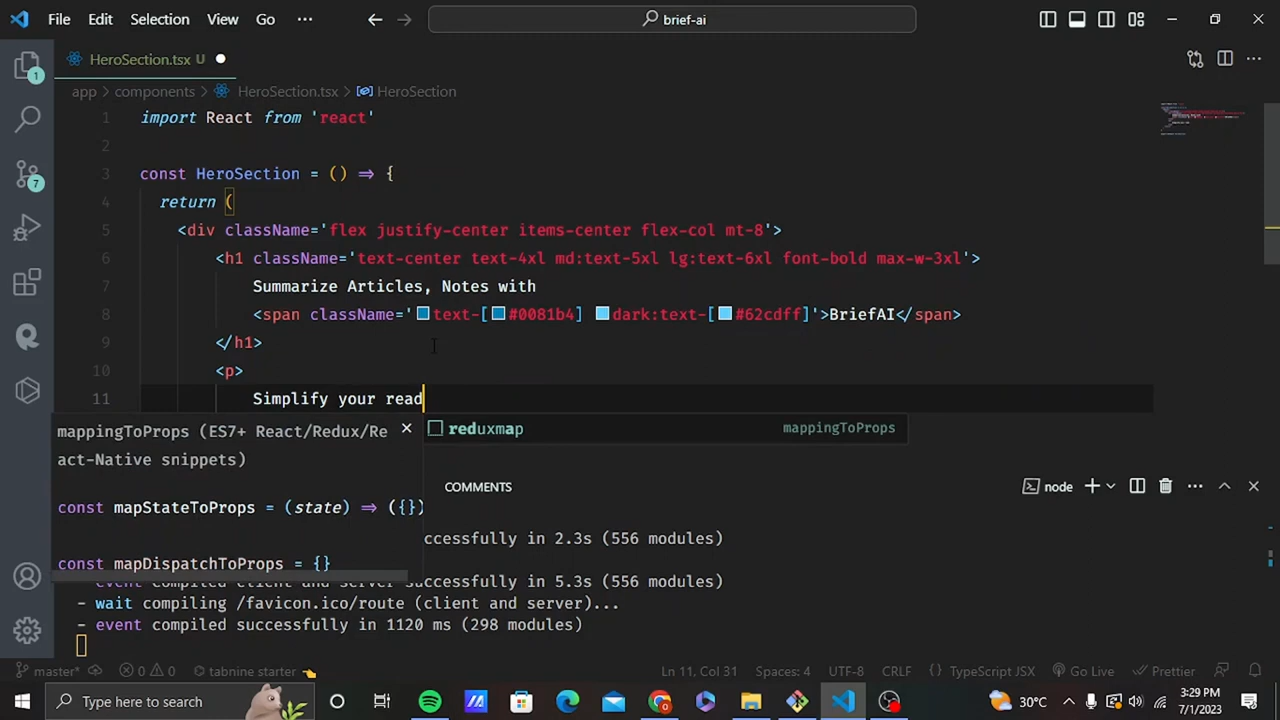 File Edit Selection View Go ··· brief-ai
HeroSection.tsx U
1
app > components > HeroSection.tsx > HeroSection
1 import React from 'react'
2
3 const HeroSection = () => {
4 return (
5 <div className='flex justify-center items-center flex-col mt-8'>
6 <h1 className='text-center text-4xl md:text-5xl lg:text-6xl font-bold max-w-3xl'>
7 Summarize Articles, Notes with
8 <span className='text-[#0081b4] dark:text-[#62cdff]'>BriefAI</span>
9 </h1>
10 <p>
11 Simplify your read
7
reduxmap mappingToProps
mappingToProps (ES7+ React/Redux/Re
act-Native snippets)
const mapStateToProps = (state) => ({})
const mapDispatchToProps = {}
COMMENTS node
ccessfully in 2.3s (556 modules)
event compiled client and server successfully in 5.3s (556 modules)
- wait compiling /favicon.ico/route (client and server)...
- event compiled successfully in 1120 ms (298 modules)
master* 0 0 tabnine starter Ln 11, Col 31 Spaces: 4 UTF-8 CRLF {} TypeScript JSX Go Live Prettier
Type here to search 30°C 3:29 PM
7/1/2023